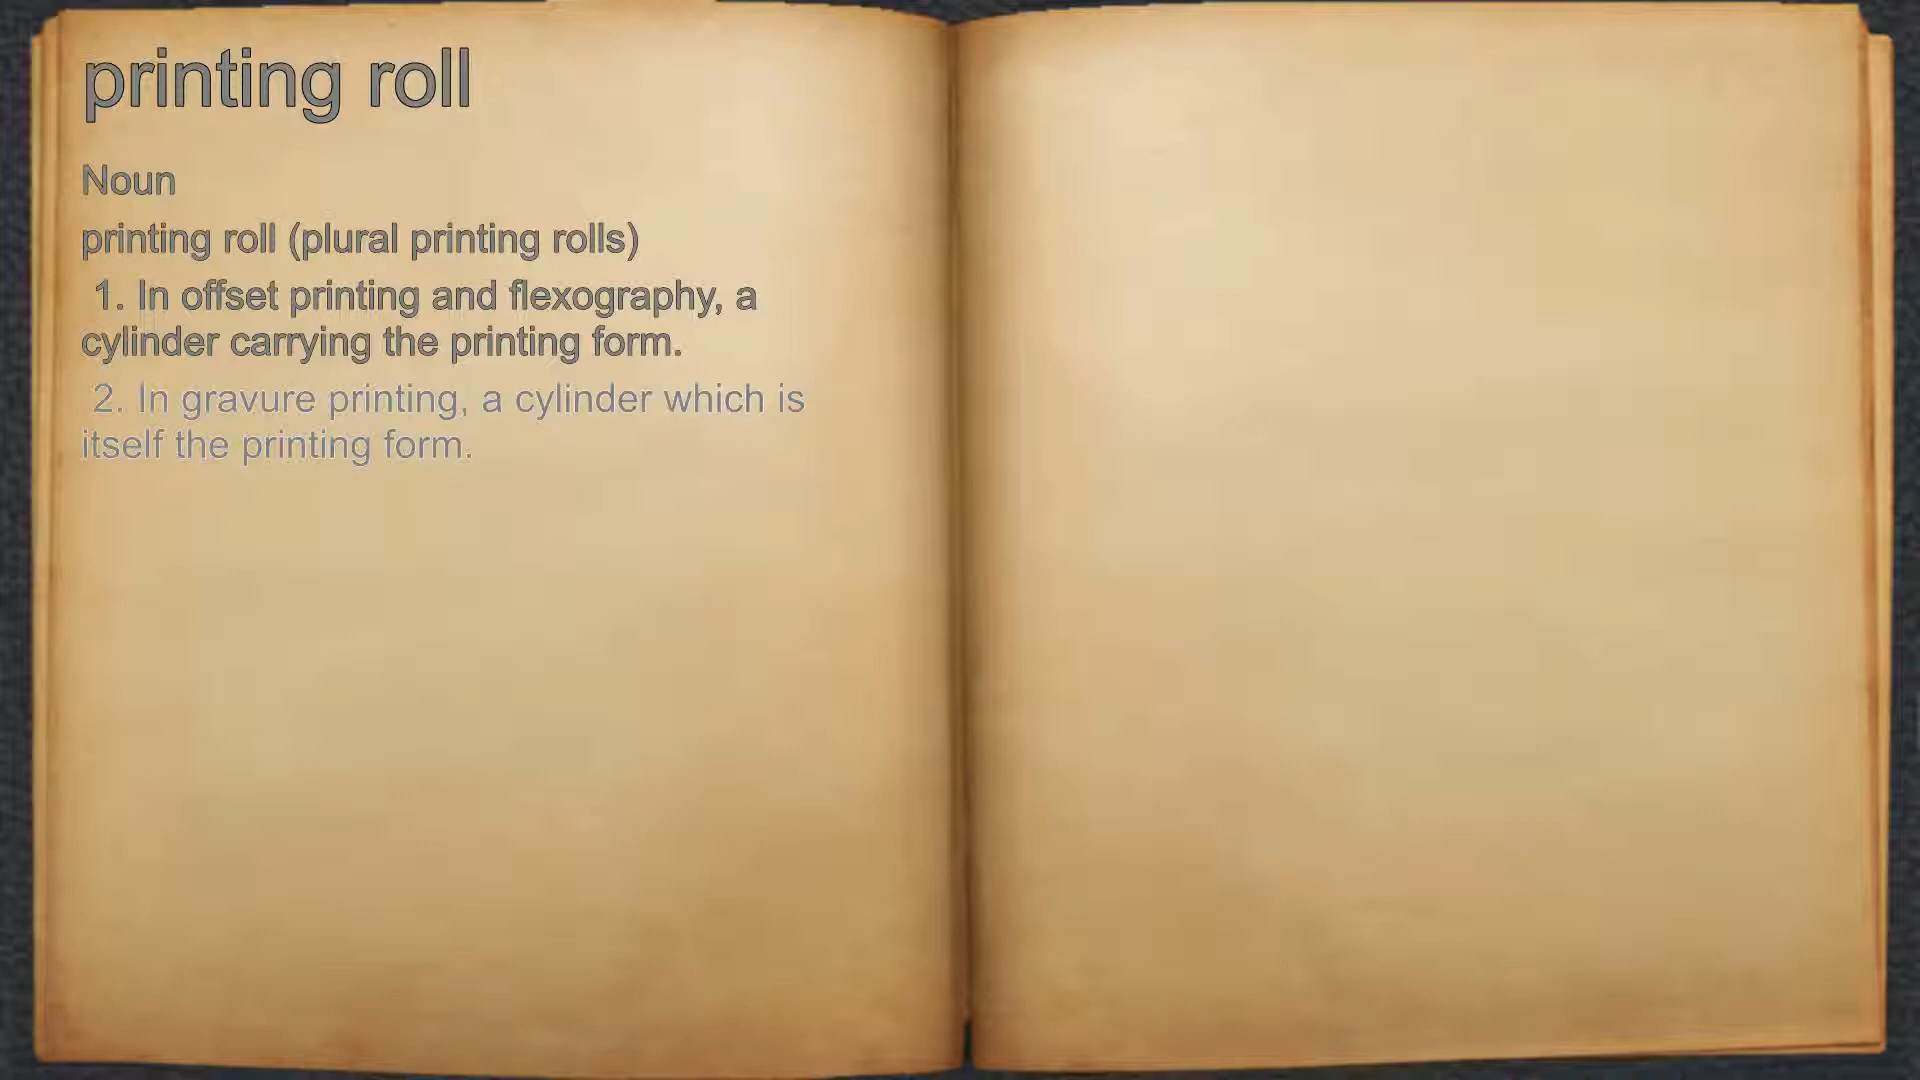 printing roll
Noun
printing roll (plural printing rolls)
1. In offset printing and flexography, a
cylinder carrying the printing form.
2. In gravure printing, a cylinder which is
itself the printing form.